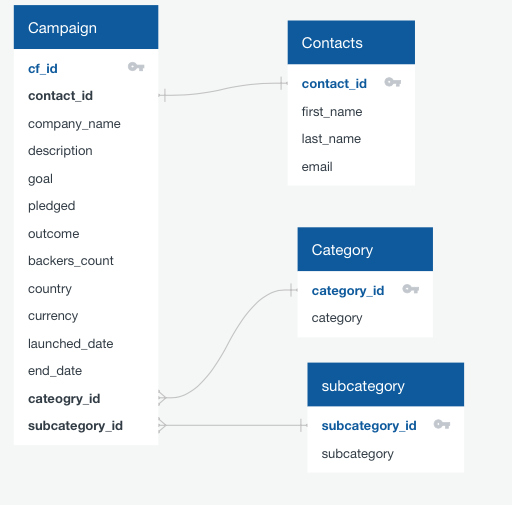 Campaign
cf_id
contact_id
company_name
description
goal
pledged
outcome
backers_count
country
currency
launched_date
end_date
cateogry_id
subcategory_id
Contacts
contact_id
first_name
last_name
email
Category
category_id
category
subcategory
subcategory_id
subcategory